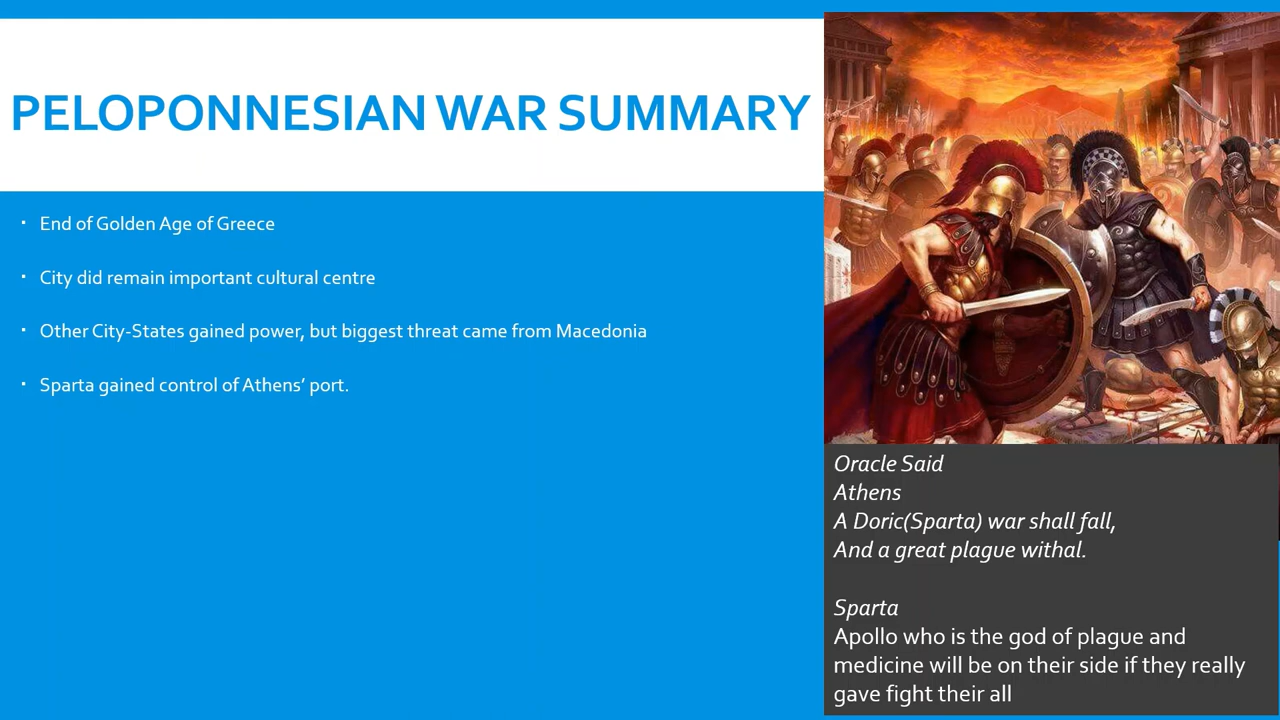 PELOPONNESIAN WAR SUMMARY
▪ End of Golden Age of Greece
▪ City did remain important cultural centre
▪ Other City-States gained power, but biggest threat came from Macedonia
▪ Sparta gained control of Athens’ port.
Oracle Said
Athens
A Doric(Sparta) war shall fall,
And a great plague withal.
Sparta
Apollo who is the god of plague and
medicine will be on their side if they really
gave fight their all